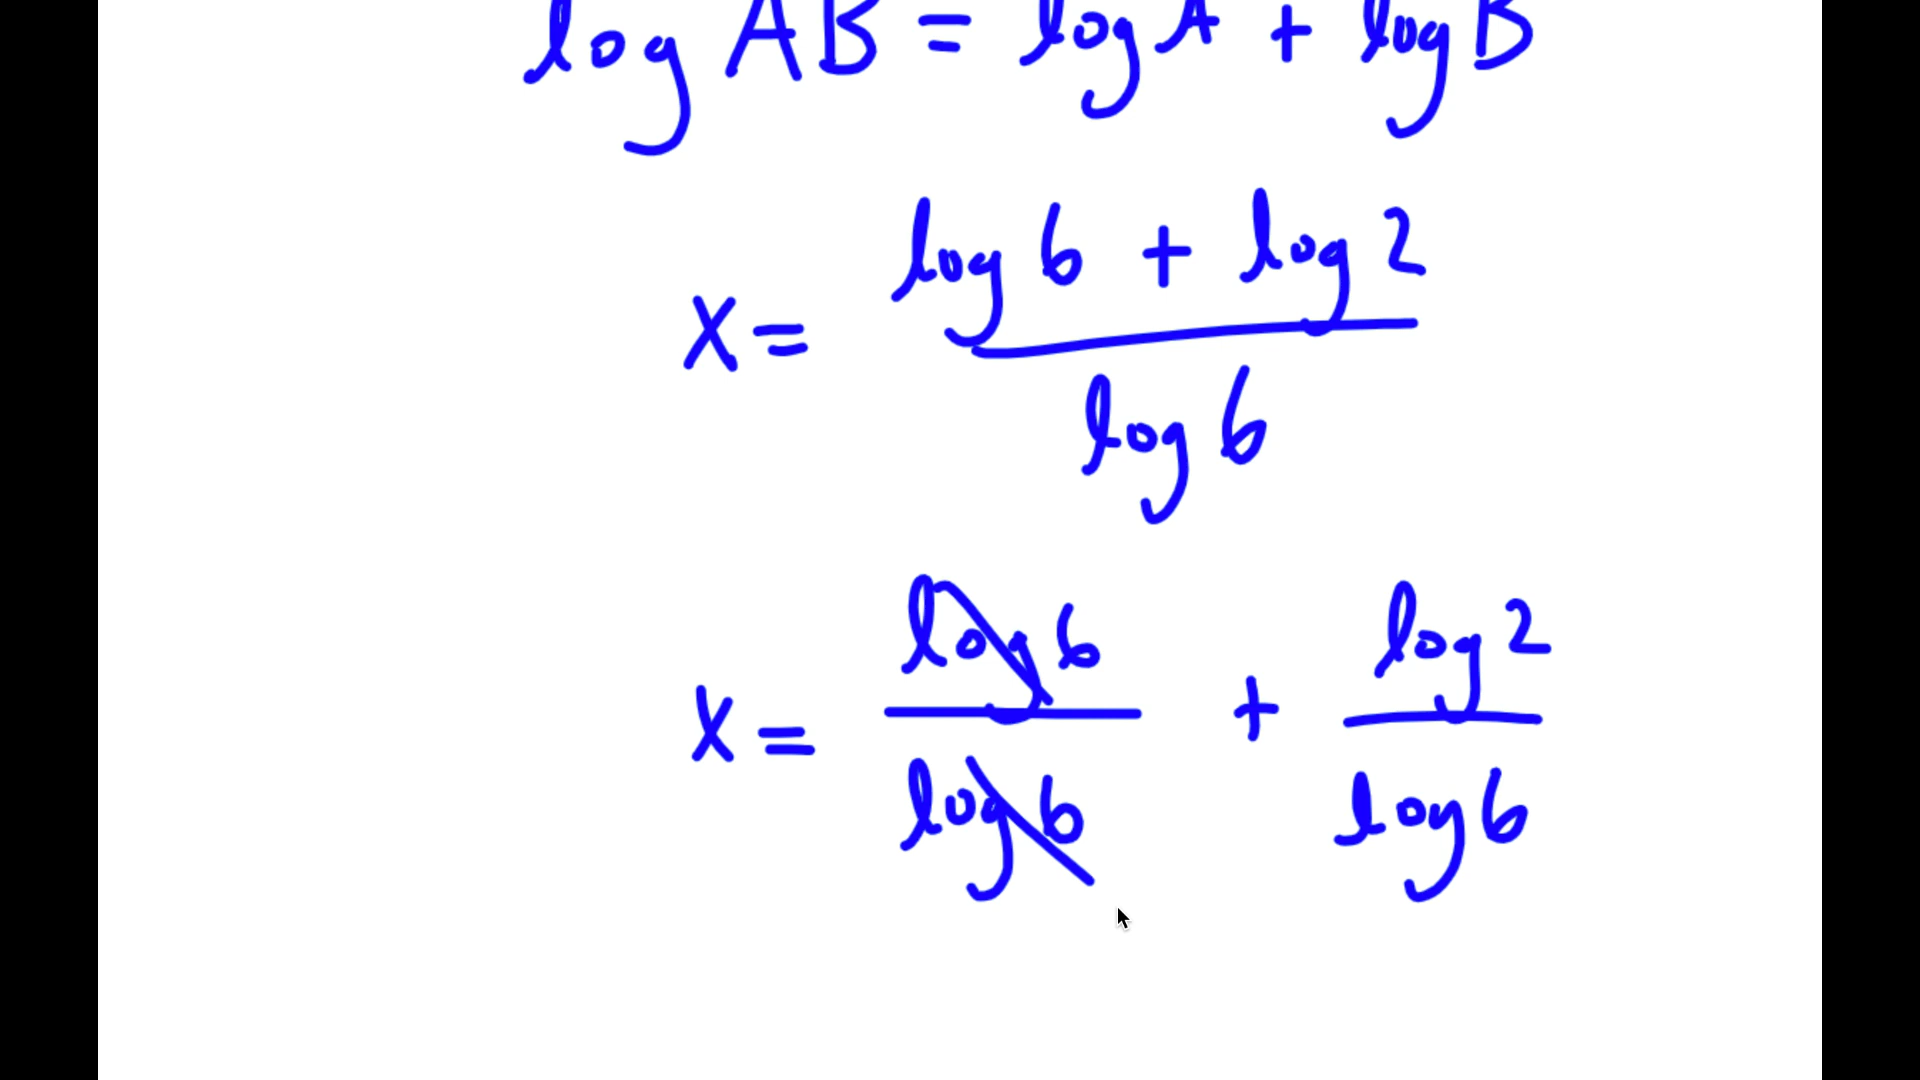 log AB = log A + log B
x = (log 6 + log 2) / log 6
x = log 6 / log 6 + log 2 / log 6